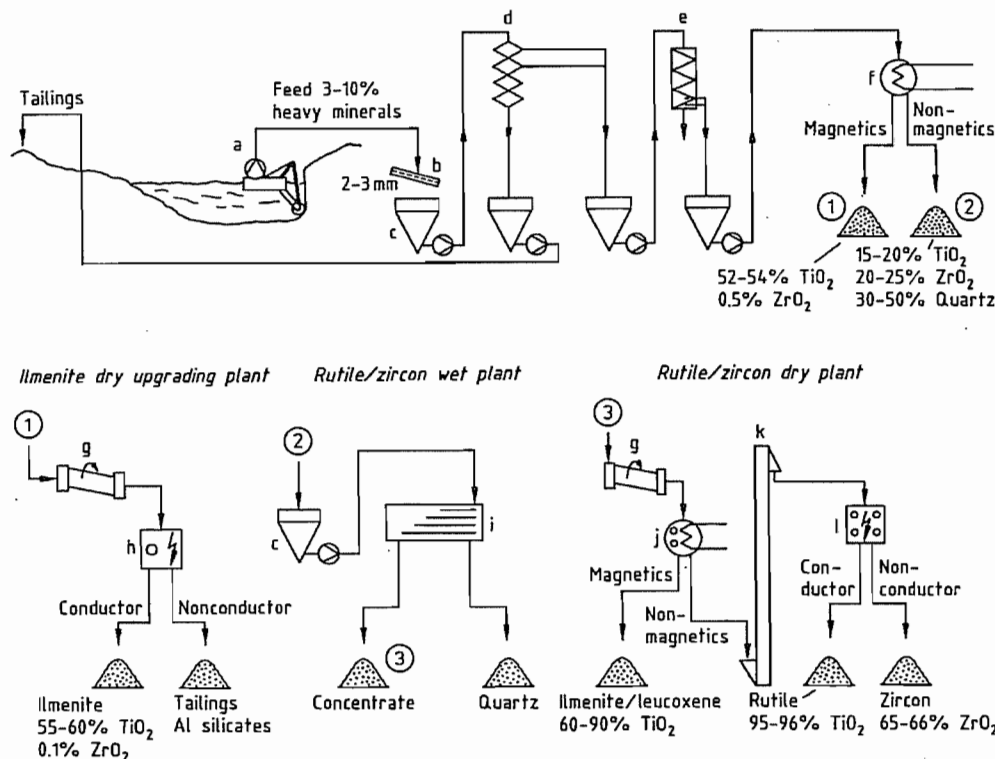 d
e
Feed 3–10%
heavy minerals
Tailings
a
b
2–3 mm
c
f
Magnetics
Non-
magnetics
1
2
52–54% TiO2
0.5% ZrO2
15–20% TiO2
20–25% ZrO2
30–50% Quartz
Ilmenite dry upgrading plant
1
g
h
Conductor
Nonconductor
Ilmenite
55–60% TiO2
0.1% ZrO2
Tailings
Al silicates
Rutile/zircon wet plant
2
c
i
3
Concentrate
Quartz
Rutile/zircon dry plant
3
g
j
Magnetics
Non-
magnetics
Ilmenite/leucoxene
60–90% TiO2
k
l
Con-
ductor
Non-
conductor
Rutile
95–96% TiO2
Zircon
65–66% ZrO2